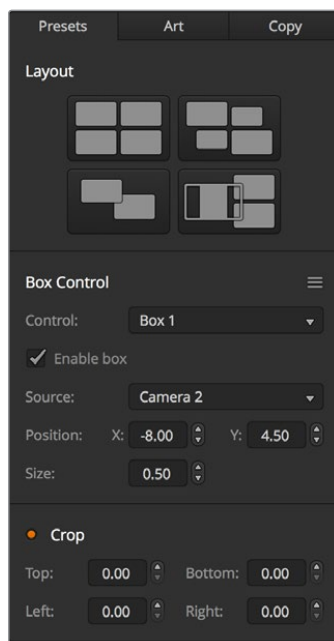 Presets Art Copy
Layout
Box Control
Control: Box 1
Enable box
Source: Camera 2
Position: X: -8.00 Y: 4.50
Size: 0.50
Crop
Top: 0.00 Bottom: 0.00
Left: 0.00 Right: 0.00